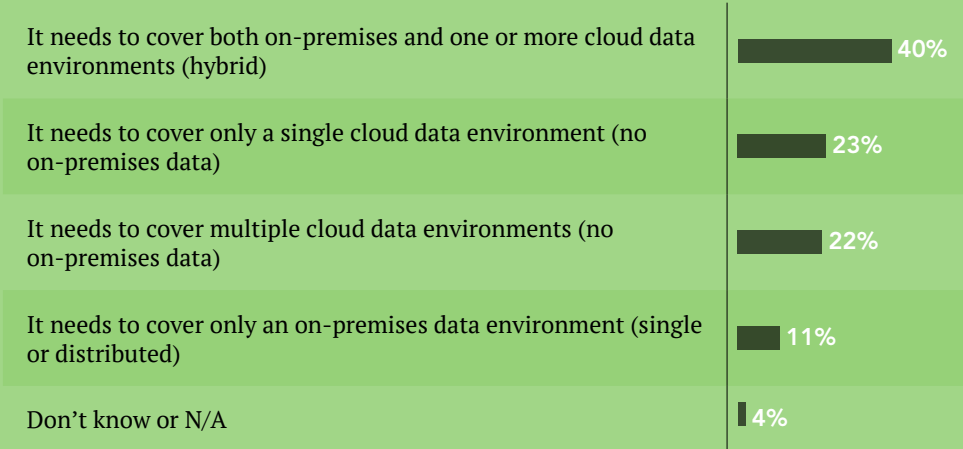 It needs to cover both on-premises and one or more cloud data
environments (hybrid)
40%
It needs to cover only a single cloud data environment (no
on-premises data)
23%
It needs to cover multiple cloud data environments (no
on-premises data)
22%
It needs to cover only an on-premises data environment (single
or distributed)
11%
Don’t know or N/A
4%